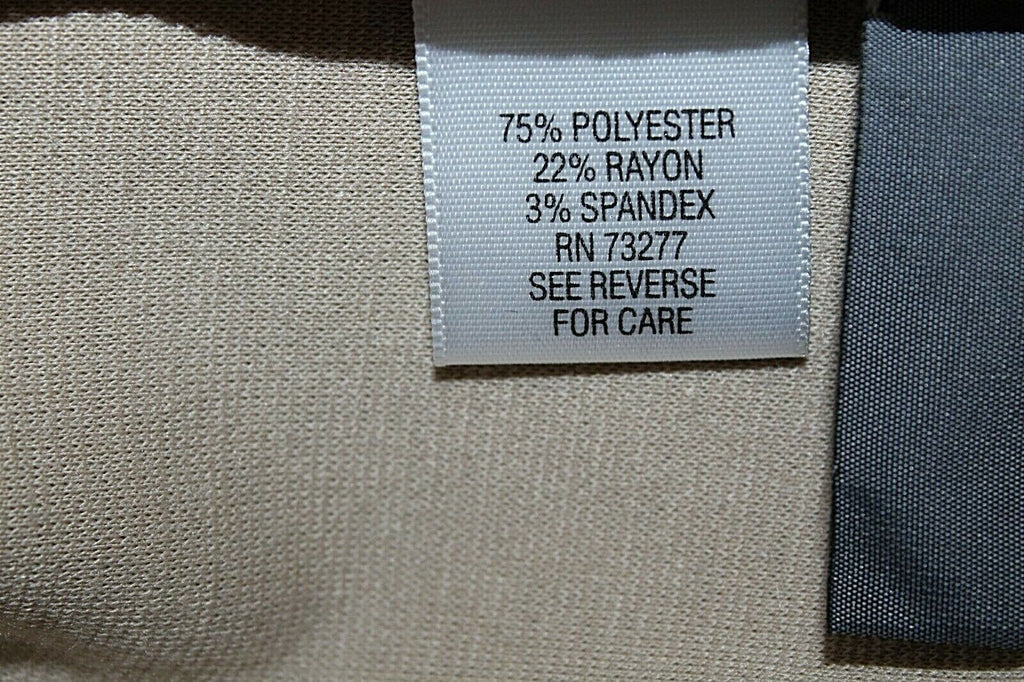 75% POLYESTER
22% RAYON
3% SPANDEX
RN 73277
SEE REVERSE
FOR CARE